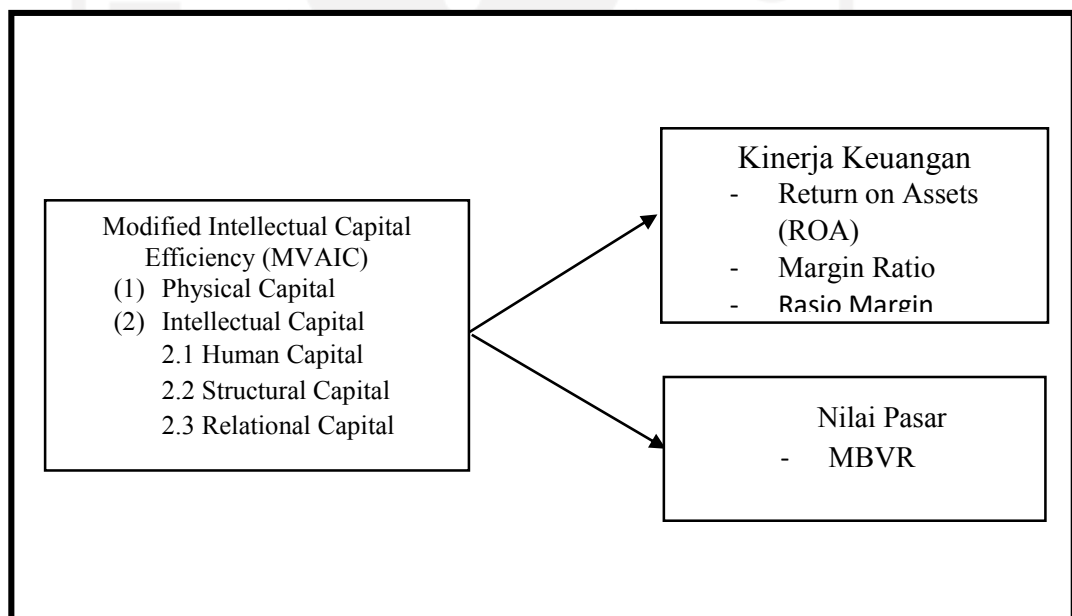 Modified Intellectual Capital
Efficiency (MVAIC)
(1) Physical Capital
(2) Intellectual Capital
2.1 Human Capital
2.2 Structural Capital
2.3 Relational Capital
Kinerja Keuangan
- Return on Assets
(ROA)
- Margin Ratio
- Rasio Margin
Nilai Pasar
- MBVR